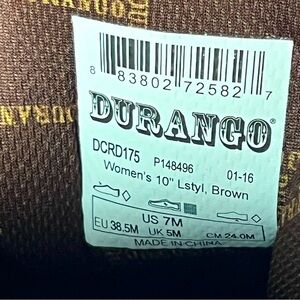 8 83802 72582 7
DURANGO®
DCRD175 P148496 01-16
Women's 10" Lstyl, Brown
US 7M
EU 38.5M UK 5M CM 24.0M
MADE IN CHINA
DURAN